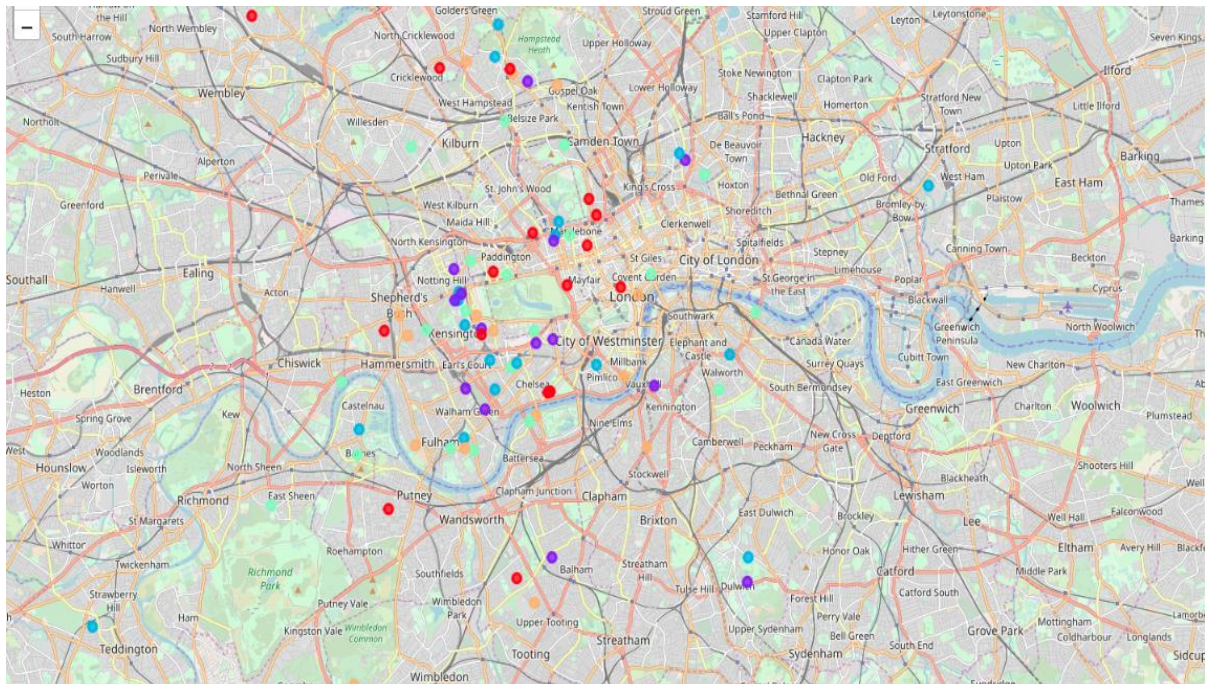 −
the Hill
Harrow on
North Wembley
Golders Green
Stroud Green
Stamford Hill
Leyton
Leytonstone
South Harrow
North Cricklewood
Hampstead
Heath
Upper Holloway
Upper Clapton
Seven Kings
Sudbury Hill
Cricklewood
Stoke Newington
Ilford
Wembley
West Hampstead
Gospel Oak
Kentish Town
Lower Holloway
Shacklewell
Clapton Park
Stratford New
Town
Little Ilford
Northolt
Willesden
Belsize Park
Ball's Pond
Homerton
Kilburn
Camden Town
De Beauvoir
Town
Hackney
Stratford
Upton
Barking
Alperton
Upton Park
Perivale
St. John's Wood
King's Cross
Hoxton
Bethnal Green
Old Ford
West Ham
East Ham
Greenford
West Kilburn
Maida Hill
Shoreditch
Bromley-by-
Bow
Plaistow
Thames
Marylebone
Clerkenwell
North Kensington
Paddington
Spitalfields
Stepney
Canning Town
Barking
Southall
Ealing
Notting Hill
St Giles
City of London
Limehouse
Poplar
Beckton
Hanwell
Acton
Shepherd's
Bush
Mayfair
Covent Garden
St George in
the East
Cyprus
London
Blackwall
Southwark
Greenwich
Peninsula
North Woolwich
Kensington
City of Westminster
Elephant and
Castle
Canada Water
Chiswick
Hammersmith
Earl's Court
Millbank
Surrey Quays
Cubitt Town
Heston
Brentford
Chelsea
Pimlico
Walworth
South Bermondsey
East Greenwich
New Charlton
Kew
Castelnau
Walham Green
Vauxhall
Kennington
Greenwich
Charlton
Woolwich
Plumstead
Spring Grove
Nine Elms
Fulham
Camberwell
New Cross
Gate
Deptford
Hounslow
Woodlands
Isleworth
North Sheen
Barnes
Battersea
Peckham
Stockwell
Shooters Hill
Worton
Richmond
East Sheen
Putney
Clapham Junction
Clapham
Blackheath
Lewisham
St Margarets
Wandsworth
Brixton
East Dulwich
Brockley
Lee
Well Hall
Falconwood
Whitton
Roehampton
Twickenham
Richmond
Park
Southfields
Balham
Streatham
Hill
Honor Oak
Hither Green
Eltham
Avery Hill
Catford
Middle Park
Strawberry
Hill
Ham
Putney Vale
Wimbledon
Park
Tulse Hill
Dulwich
Forest Hill
Catford South
Kingston Vale
Wimbledon
Common
Upper Tooting
Perry Vale
Mottingham
Teddington
Upper Sydenham
Bell Green
Grove Park
Coldharbour
Longlands
Streatham
South End
Tooting
Sydenham
Sidcup
Wimbledon